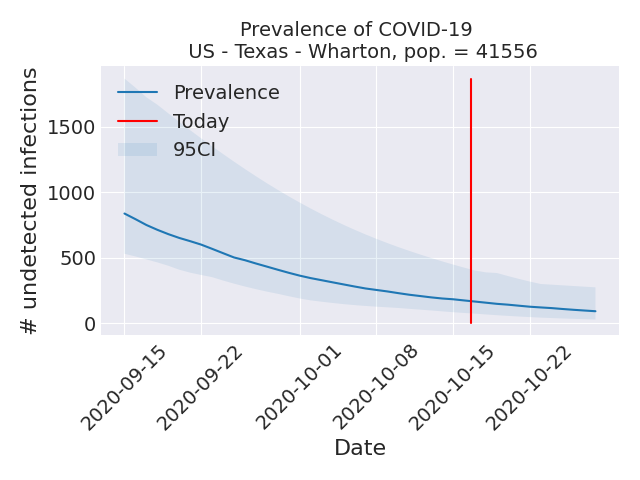 Prevalence of COVID-19
US - Texas - Wharton, pop. = 41556
# undetected infections
1500
1000
500
0
Prevalence
Today
95CI
2020-09-15
2020-09-22
2020-10-01
2020-10-08
2020-10-15
2020-10-22
Date